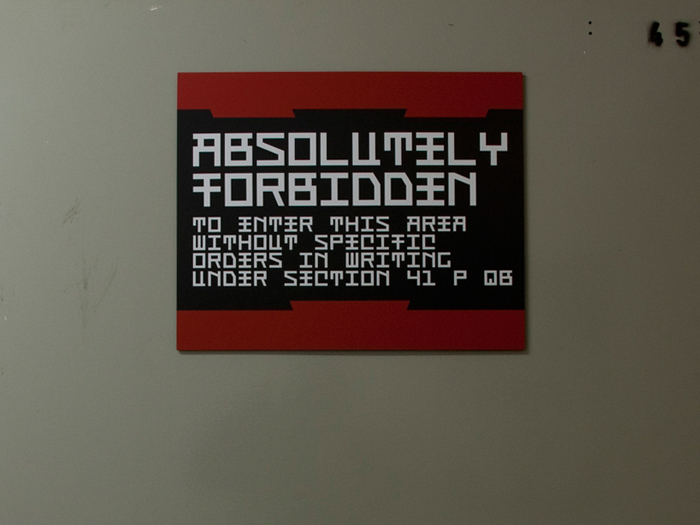 45
ABSOLUTELY
FORBIDDEN
TO ENTER THIS AREA
WITHOUT SPECIFIC
ORDERS IN WRITING
UNDER SECTION 41 P QB